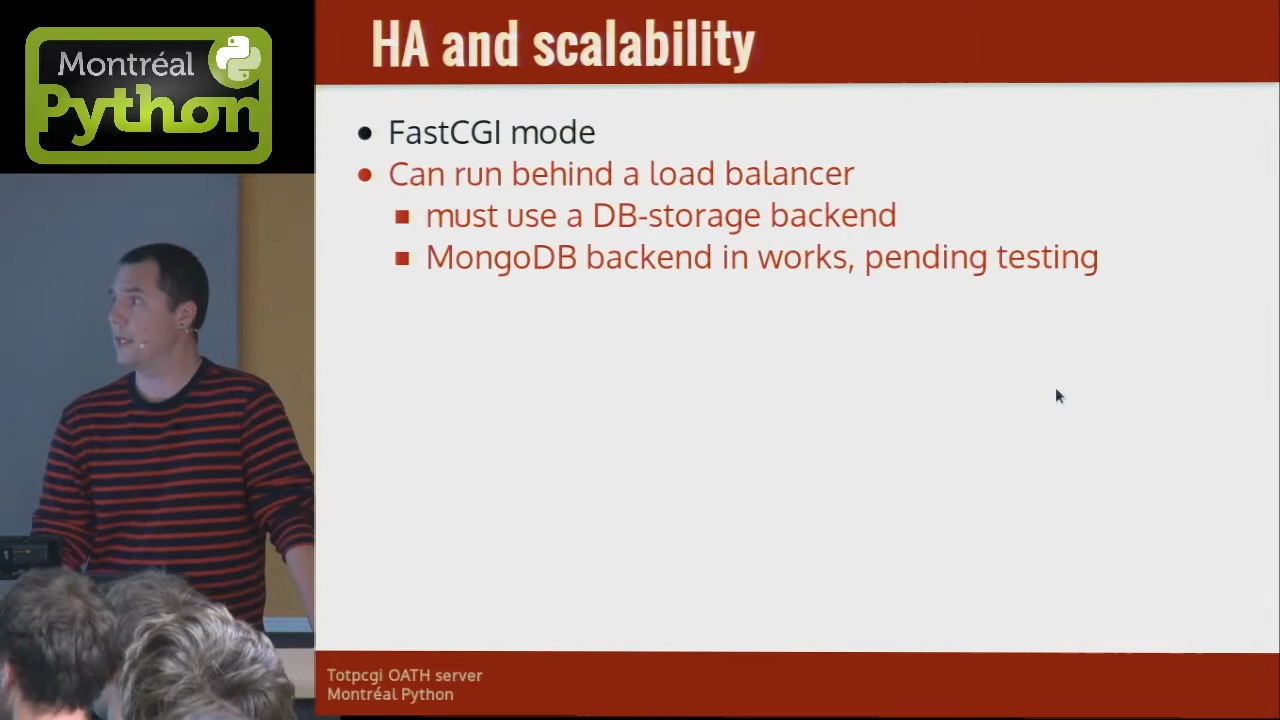 Montréal
Python
HA and scalability
FastCGI mode
Can run behind a load balancer
must use a DB-storage backend
MongoDB backend in works, pending testing
Totpcgi OATH server
Montréal Python